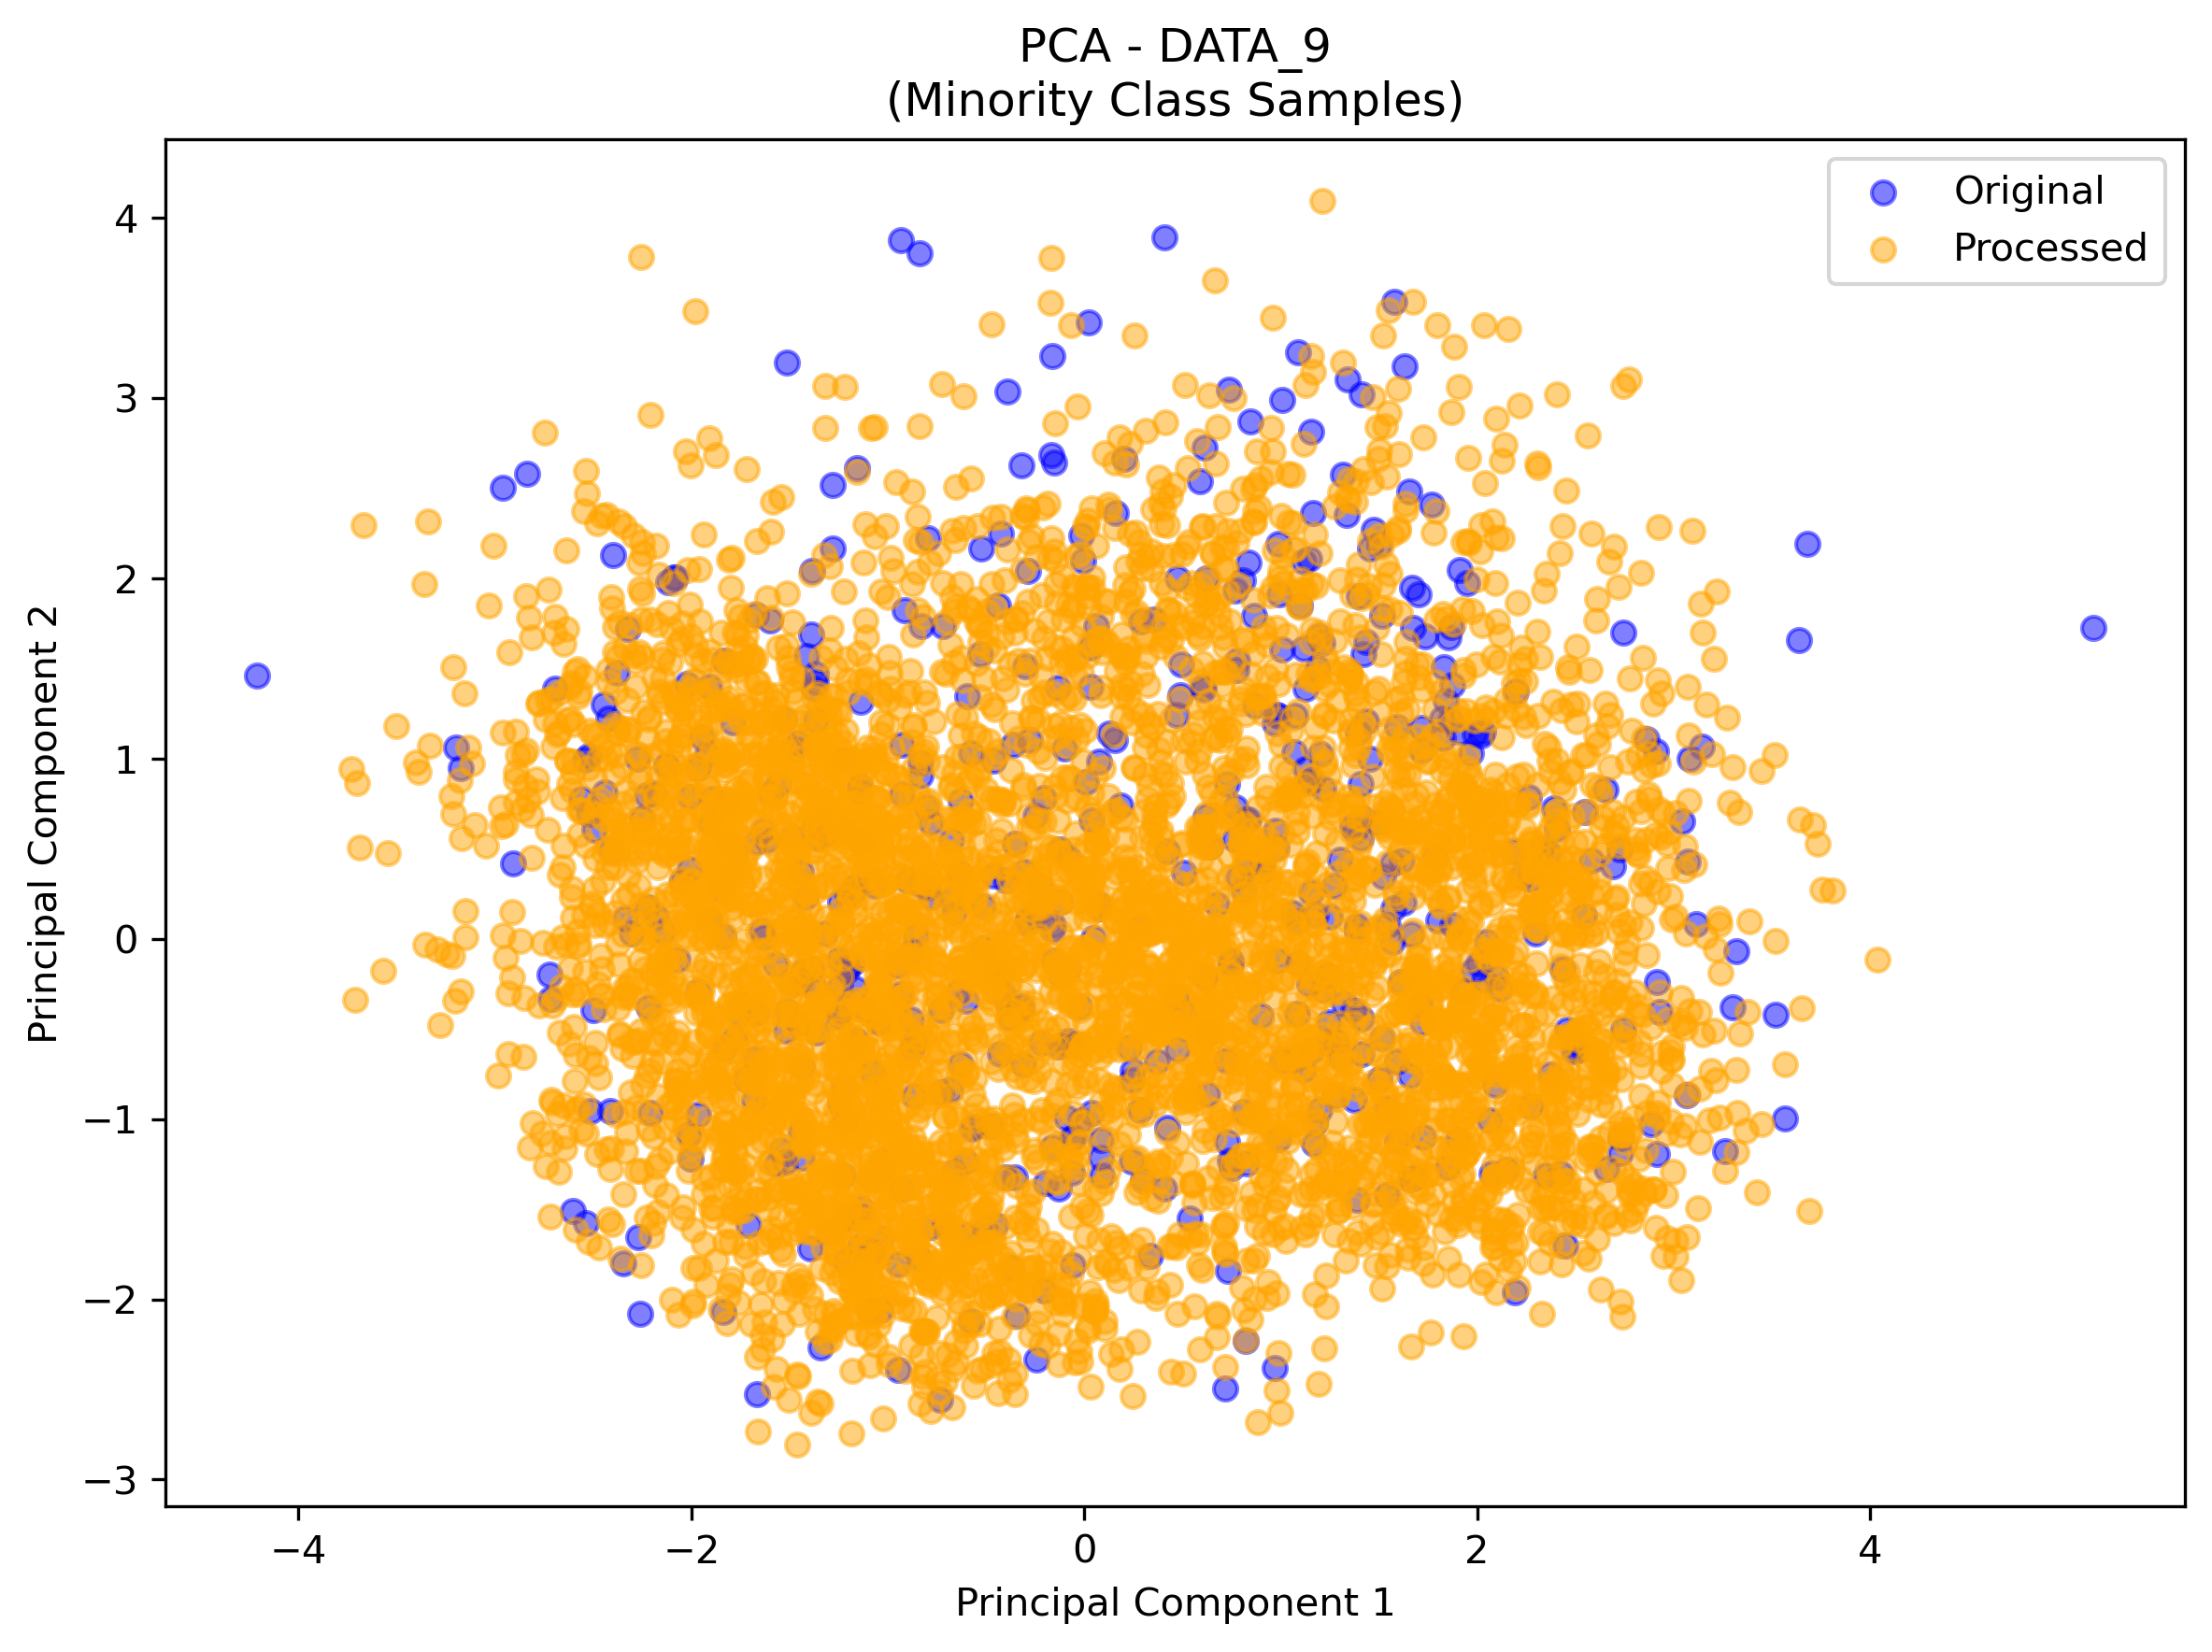 PCA - DATA_9
(Minority Class Samples)
Original
Processed
4
3
2
1
0
−1
−2
−3
Principal Component 2
−4
−2
0
2
4
Principal Component 1